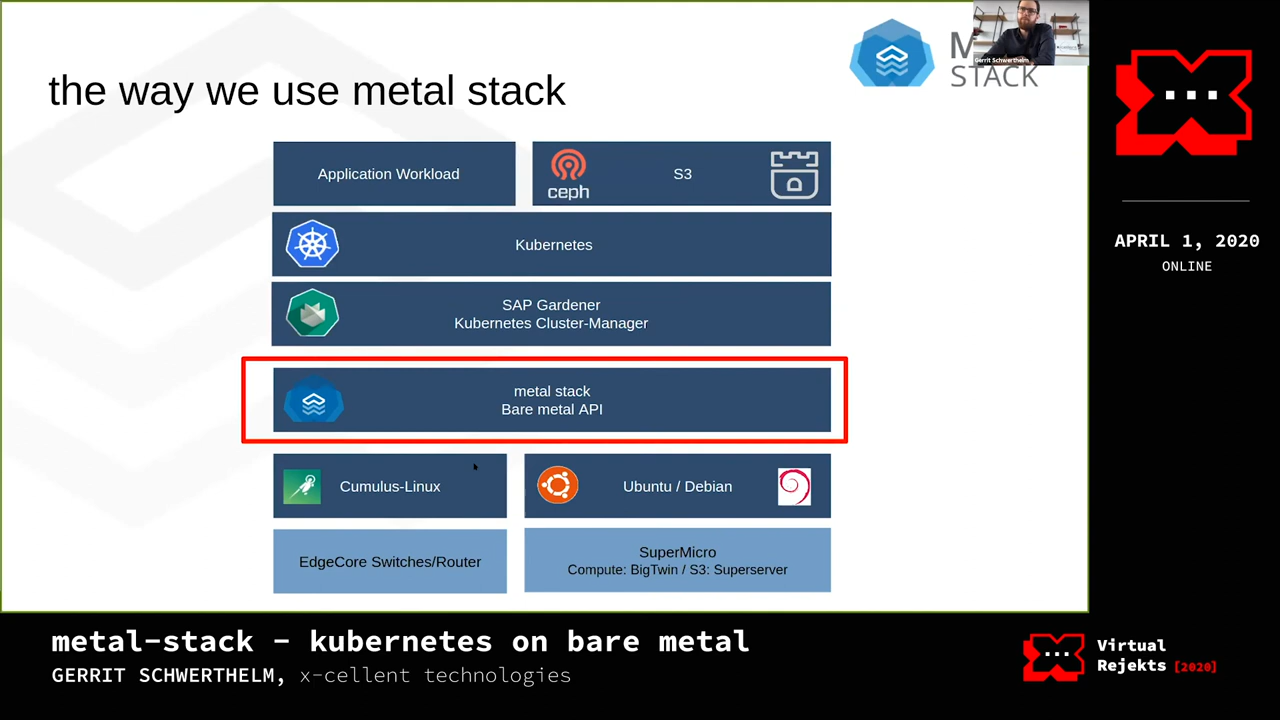 the way we use metal stack
M
STACK
Gerrit Schwerthelm
Application Workload
ceph
S3
Kubernetes
SAP Gardener
Kubernetes Cluster-Manager
metal stack
Bare metal API
Cumulus-Linux
Ubuntu / Debian
EdgeCore Switches/Router
SuperMicro
Compute: BigTwin / S3: Superserver
APRIL 1, 2020
ONLINE
metal-stack - kubernetes on bare metal
GERRIT SCHWERTHELM, x-cellent technologies
Virtual
Rejekts [2020]